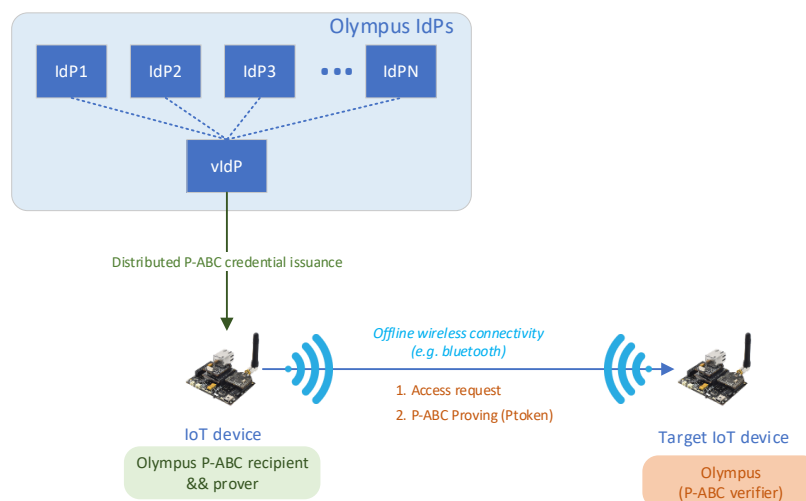 Olympus IdPs
IdP1
IdP2
IdP3
IdPN
vIdP
Distributed P-ABC credential issuance
Offline wireless connectivity
(e.g. bluetooth)
1. Access request
2. P-ABC Proving (Ptoken)
IoT device
Target IoT device
Olympus P-ABC recipient
&& prover
Olympus
(P-ABC verifier)